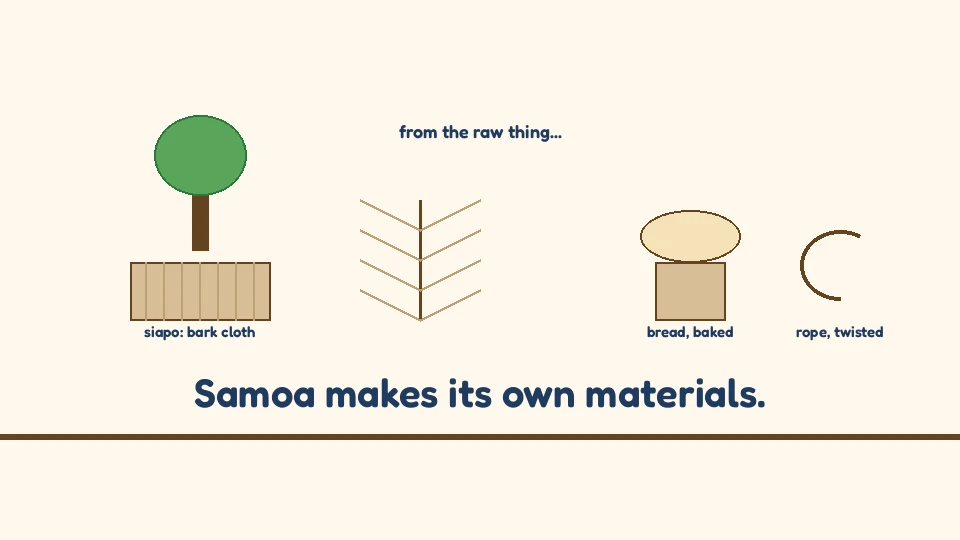 from the raw thing...
siapo: bark cloth
bread, baked
rope, twisted
Samoa makes its own materials.